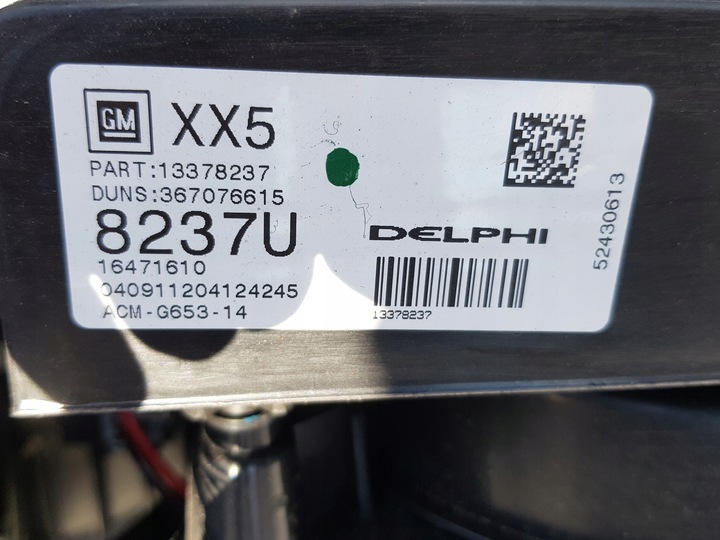 GM XX5
PART:13378237
DUNS:367076615
8237U
16471610
040911204124245
ACM-G653-14
DELPHI
13378237
52430613